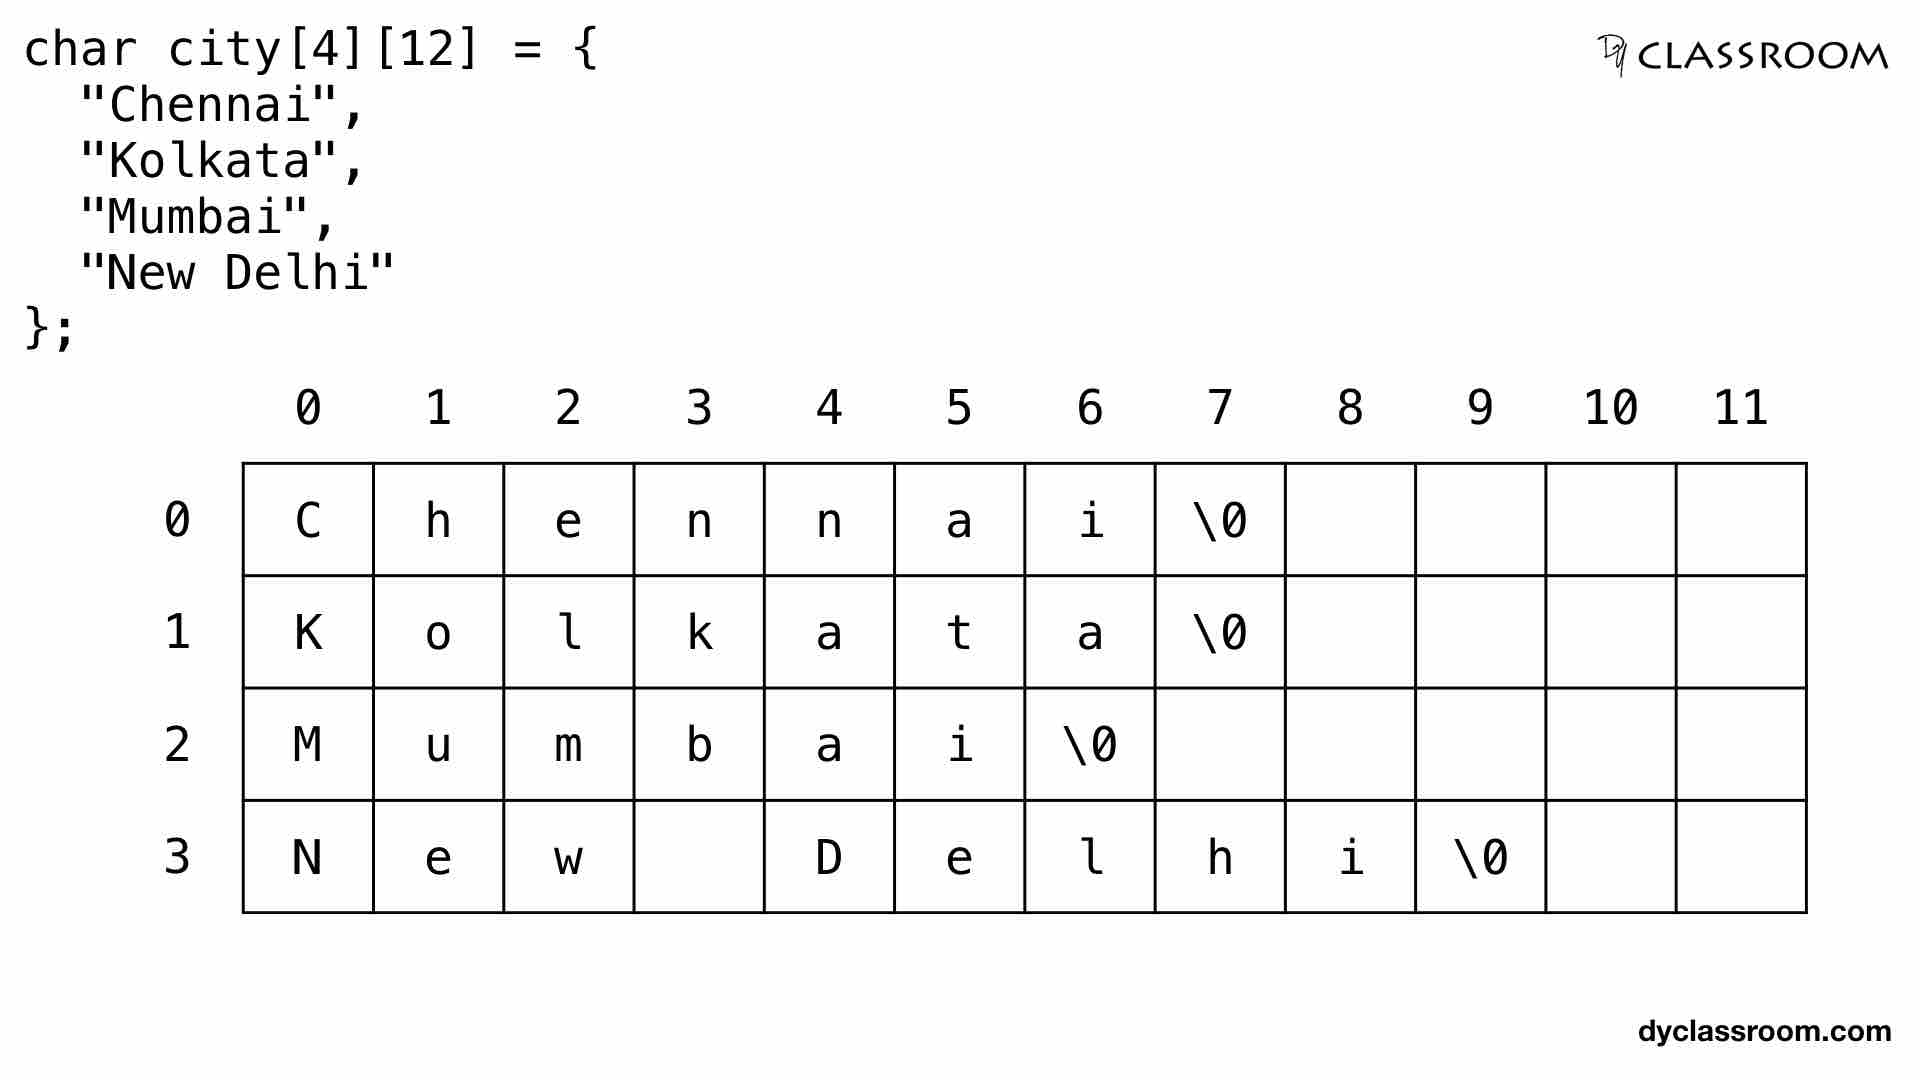 char city[4][12] = {
  "Chennai",
  "Kolkata",
  "Mumbai",
  "New Delhi"
};
DY CLASSROOM
0 1 2 3 4 5 6 7 8 9 10 11
0 C h e n n a i \0
1 K o l k a t a \0
2 M u m b a i \0
3 N e w   D e l h i \0
dyclassroom.com